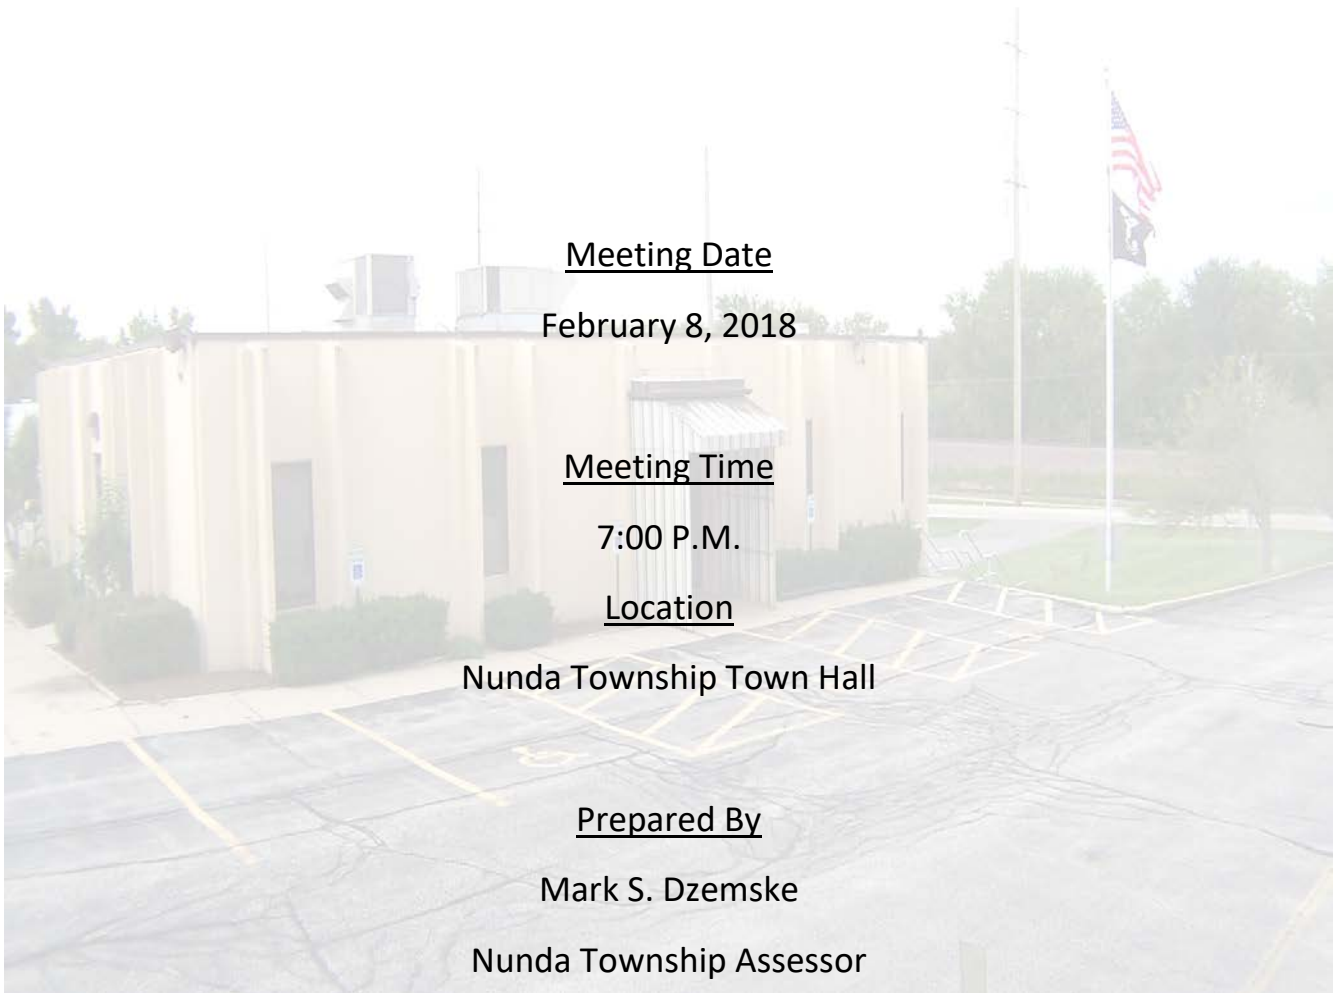 Meeting Date
February 8, 2018
Meeting Time
7:00 P.M.
Location
Nunda Township Town Hall
Prepared By
Mark S. Dzemske
Nunda Township Assessor